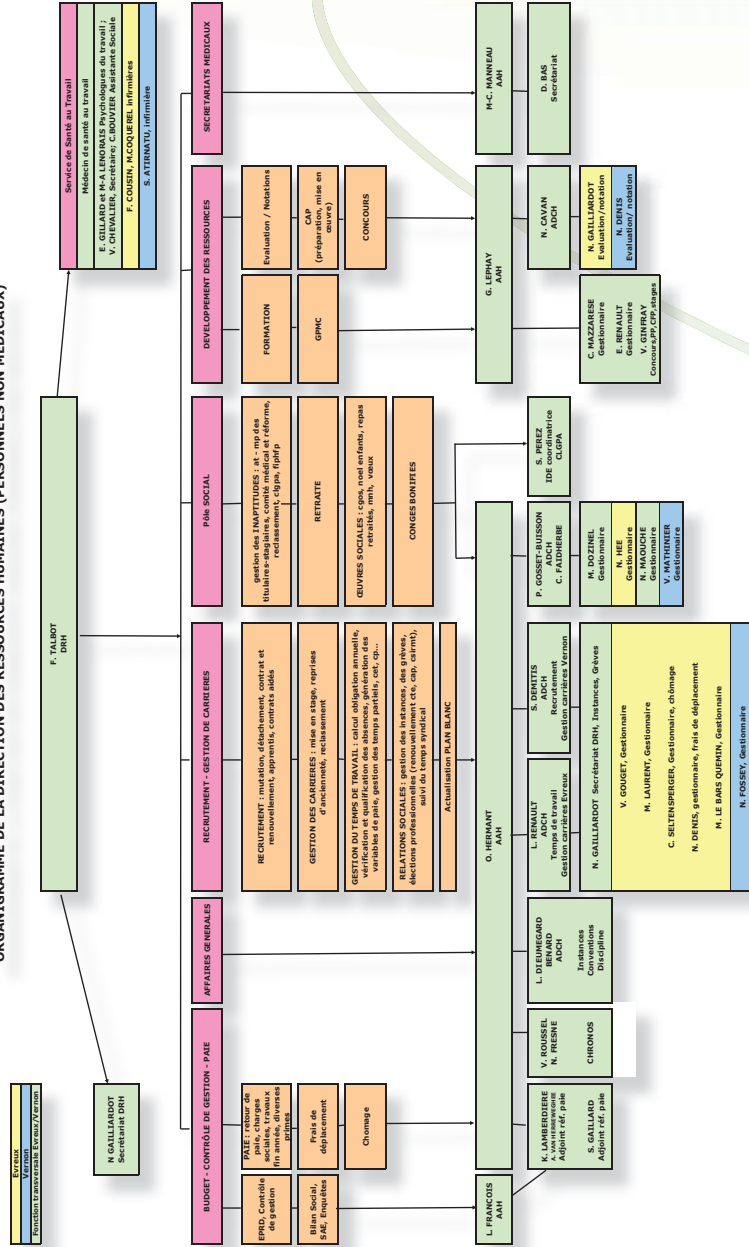 ORGANIGRAMME DE LA DIRECTION DES RESSOURCES HUMAINES (PERSONNELS NON MEDICAUX)
Evreux
Vernon
Fonction transversale Evreux/Vernon
F. TALBOT
DRH
N GAILLIARDOT
Secrétariat DRH
Service de Santé au Travail
Médecin de santé au travail
E. GILLARD et M-A LENORAIS Psychologues du travail ;
V. CHEVALIER, Secrétaire; C.BOUVIER Assistante Sociale
F. COUSIN, M.COQUEREL infirmières
S. ATIRNATU, infirmière
BUDGET - CONTRÔLE DE GESTION - PAIE
AFFAIRES GENERALES
RECRUTEMENT - GESTION DE CARRIERES
Pôle SOCIAL
DEVELOPPEMENT DES RESSOURCES
SECRETARIATS MEDICAUX
EPRD, Contrôle
de gestion
Bilan Social,
SAE, Enquêtes
PAIE : retour de
paie, charges
sociales, travaux
fin année, diverses
primes
Frais de
déplacement
Chomage
RECRUTEMENT : mutation, détachement, contrat et
renouvellement, apprentis, contrats aidés
GESTION DES CARRIERES : mise en stage, reprises
d'ancienneté, reclassement
GESTION DU TEMPS DE TRAVAIL : calcul obligation annuelle,
vérification et qualification des absences, génération des
variables de paie, gestion des temps partiels, cet, cp...
RELATIONS SOCIALES : gestion des instances, des grèves,
élections professionnelles (renouvellement cte, cap, csirmt),
suivi du temps syndical
Actualisation PLAN BLANC
gestion des INAPTITUDES : at - mp des
titulaires-stagiaires, comité médical et réforme,
reclassement, clgpa, fiphfp
RETRAITE
ŒUVRES SOCIALES : cgos, noel enfants, repas
retraités, mnh, vœux
CONGES BONIFIES
FORMATION
GPMC
Evaluation / Notations
CAP
(préparation, mise en
œuvre)
CONCOURS
L. FRANCOIS
AAH
O. HERMANT
AAH
G. LEPHAY
AAH
M-C. MANNEAU
AAH
K. LAMBERDIERE
A. VAN HERREWEGHE
Adjoint réf. paie
S. GAILLARD
Adjoint réf. paie
V. ROUSSEL
N. FRESNE
CHRONOS
L. DIEUMEGARD
BENARD
ADCH
Instances
Conventions
Discipline
L. RENAULT
ADCH
Temps de travail
Gestion carrières Evreux
S. DEMITIS
ADCH
Recrutement
Gestion carrières Vernon
N. GAILLIARDOT Secrétariat DRH, Instances, Grèves
V. GOUGET, Gestionnaire
M. LAURENT, Gestionnaire
C. SELTENSPERGER, Gestionnaire, chômage
N. DENIS, gestionnaire, frais de déplacement
M. LE BARS QUEMIN, Gestionnaire
N. FOSSEY, Gestionnaire
P. GOSSET-BUISSON
ADCH
C. FAIDHERBE
M. DOZINEL
Gestionnaire
N. HEE
Gestionnaire
N. MAOUCHE
Gestionnaire
V. MATHINIER
Gestionnaire
S. PEREZ
IDE coordinatrice
CLGPA
C. MAZZARESE
Gestionnaire
E. RENAULT
Gestionnaire
V. GINFRAY
Concours,PP,CFP,stages
N. CAVAN
ADCH
N. GAILLIARDOT
Evaluation/notation
N. DENIS
Evaluation/ notation
D. BAS
Secrétariat